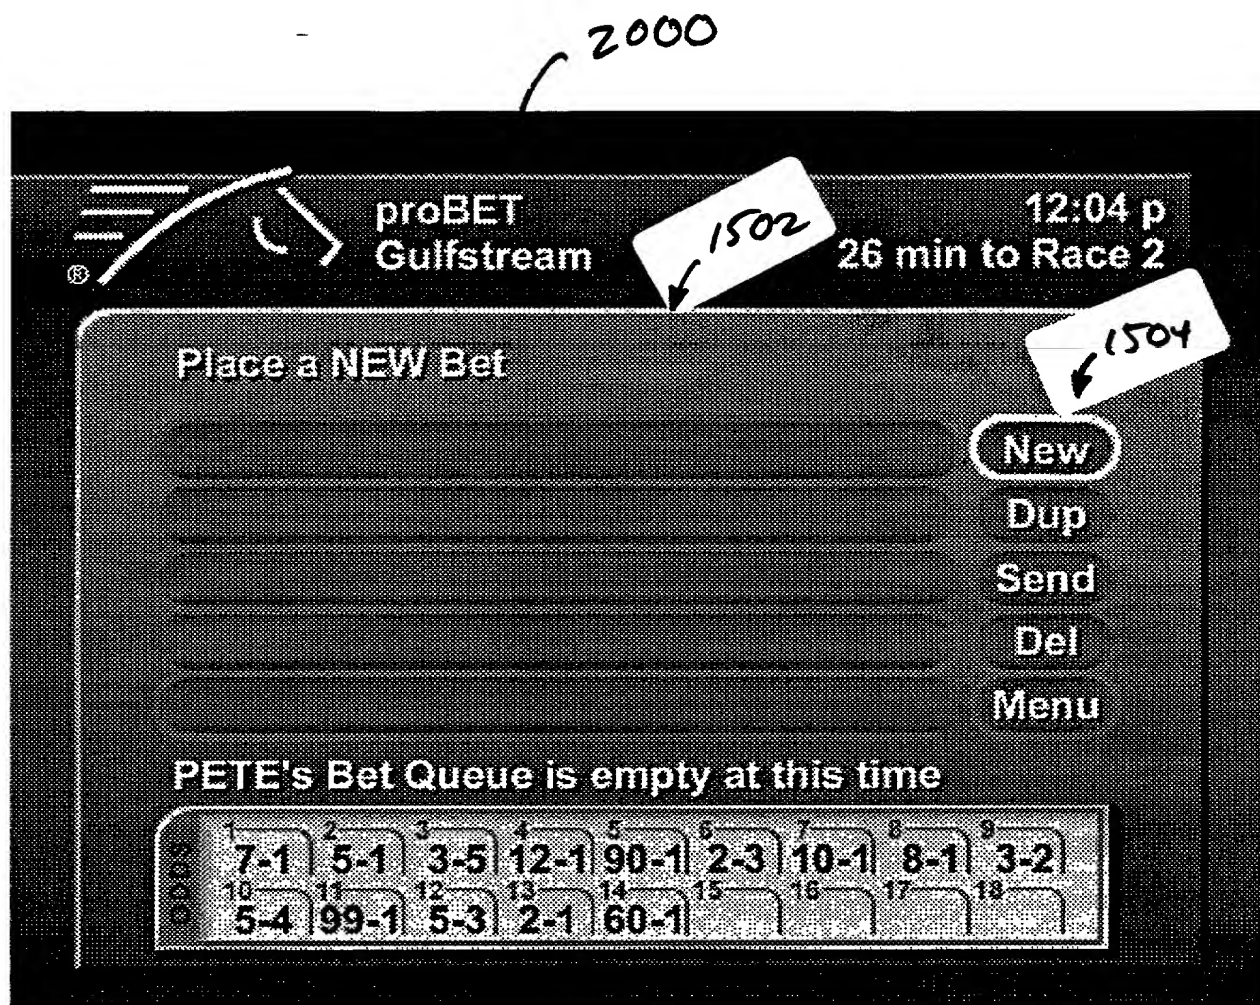 2000
proBET
Gulfstream
1502
12:04 p
26 min to Race 2
®
1504
Place a NEW Bet
New
Dup
Send
Del
Menu
PETE's Bet Queue is empty at this time
ODDS
1 2 3 4 5 6 7 8 9
7-1 5-1 3-5 12-1 90-1 2-3 10-1 8-1 3-2
10 11 12 13 14 15 16 17 18
5-4 99-1 5-3 2-1 60-1